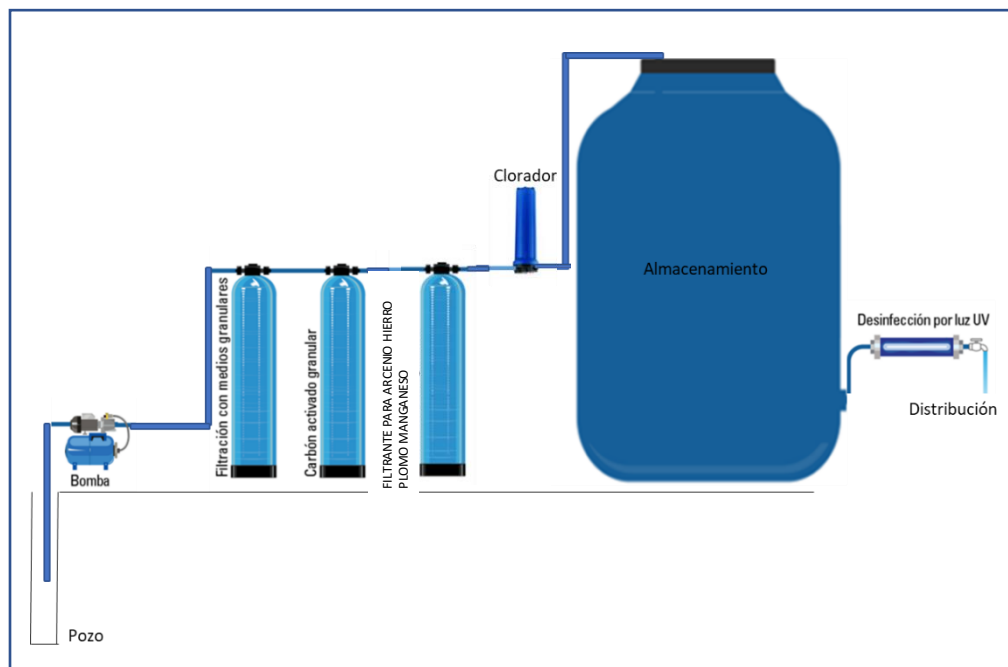 Clorador
Almacenamiento
Filtración con medios granulares
Carbón activado granular
FILTRANTE PARA ARCENIO HIERRO
PLOMO MANGANESO
Desinfección por luz UV
Distribución
Bomba
Pozo